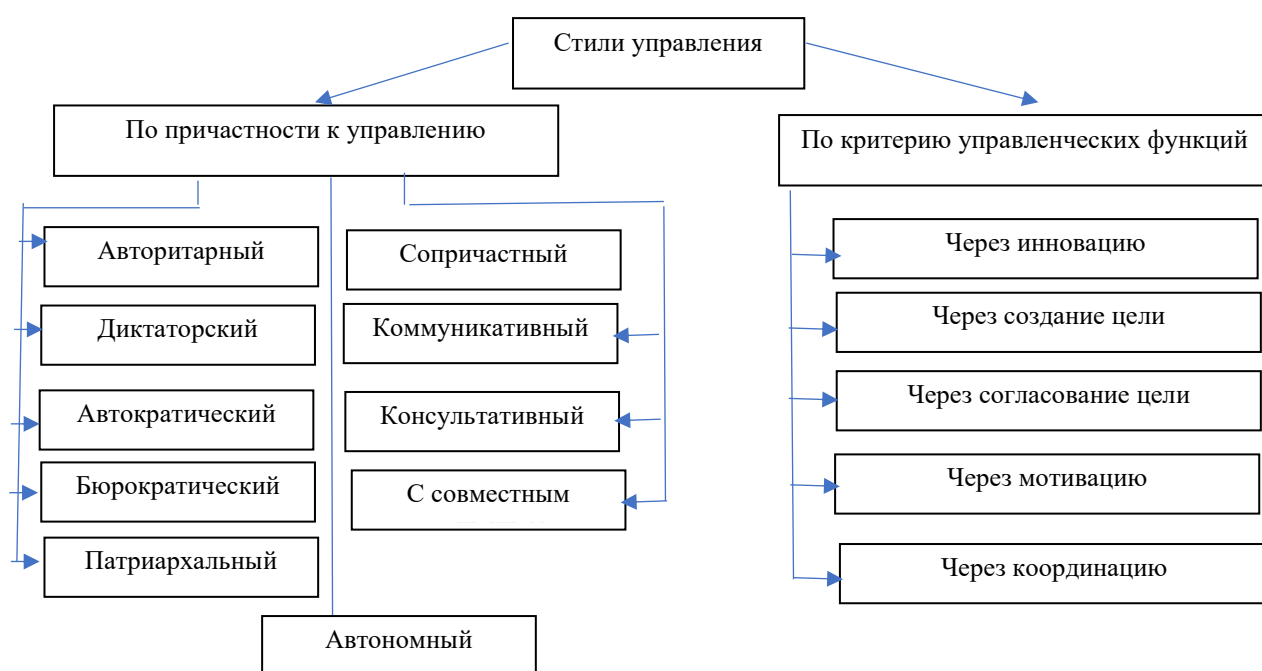 Стили управления
По причастности к управлению
По критерию управленческих функций
Авторитарный
Диктаторский
Автократический
Бюрократический
Патриархальный
Сопричастный
Коммуникативный
Консультативный
С совместным
Автономный
Через инновацию
Через создание цели
Через согласование цели
Через мотивацию
Через координацию